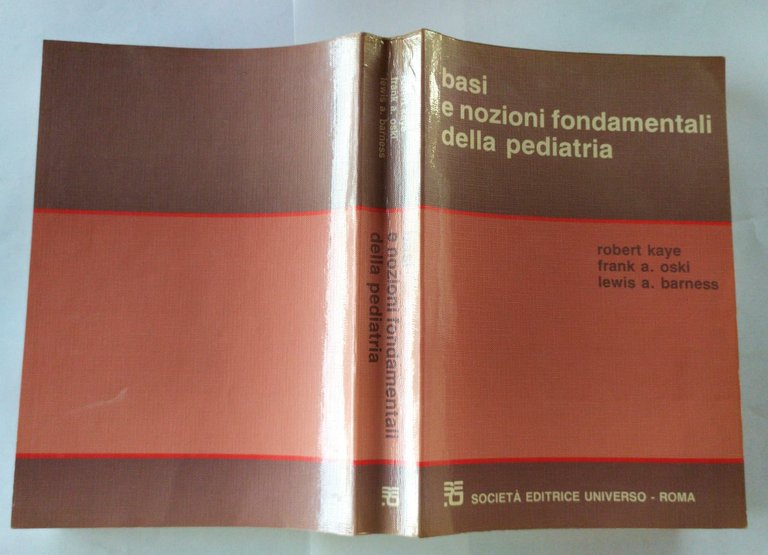 basi
e nozioni fondamentali
della pediatria
robert kaye
frank a. oski
lewis a. barness
SOCIETÀ EDITRICE UNIVERSO - ROMA
kaye
frank a. oski
lewis a. barness
e nozioni fondamentali
della pediatria